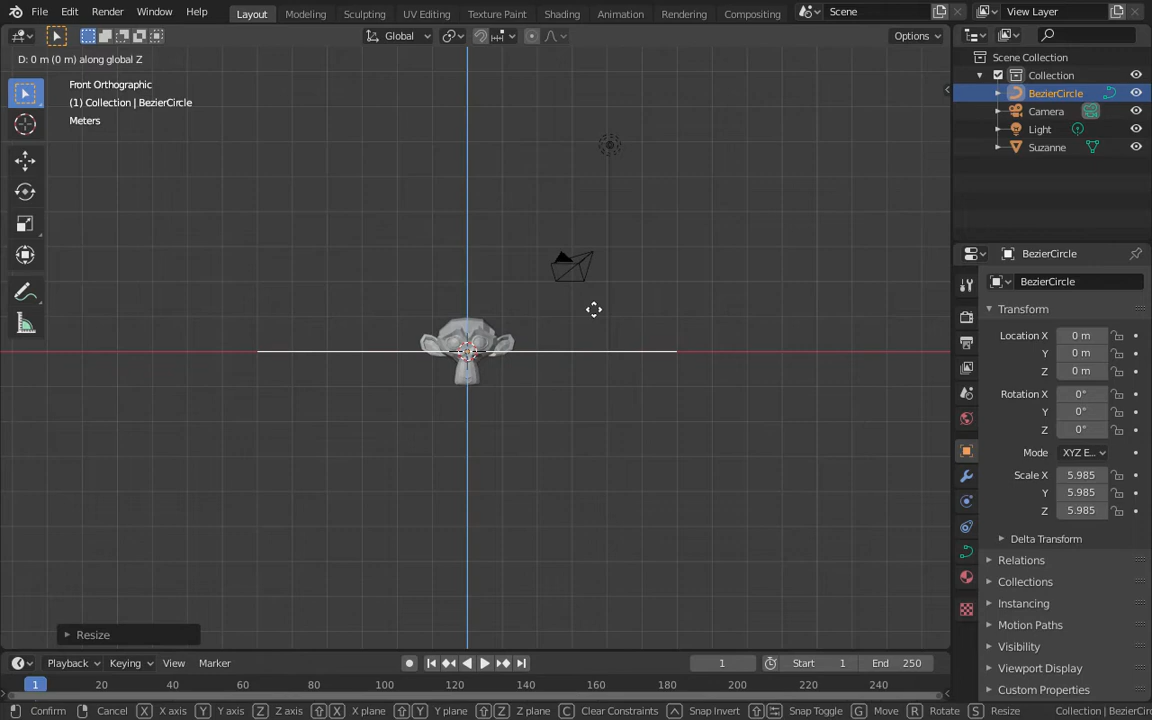 File Edit Render Window Help Layout Modeling Sculpting UV Editing Texture Paint Shading Animation Rendering Compositing Scene View Layer
Global Options
D: 0 m (0 m) along global Z
Front Orthographic
(1) Collection | BezierCircle
Meters
Scene Collection
Collection
BezierCircle
Camera
Light
Suzanne
BezierCircle
BezierCircle
Transform
Location X 0 m
Y 0 m
Z 0 m
Rotation X 0°
Y 0°
Z 0°
Mode XYZ E...
Scale X 5.985
Y 5.985
Z 5.985
Delta Transform
Relations
Collections
Instancing
Motion Paths
Visibility
Viewport Display
Custom Properties
Resize
Playback Keying View Marker 1 Start 1 End 250
1 20 40 60 80 100 120 140 160 180 200 220 240
Confirm Cancel X X axis Y Y axis Z Z axis X X plane Y Y plane Z Z plane C Clear Constraints Snap Invert Snap Toggle G Move R Rotate S Resize Collection | BezierCircle